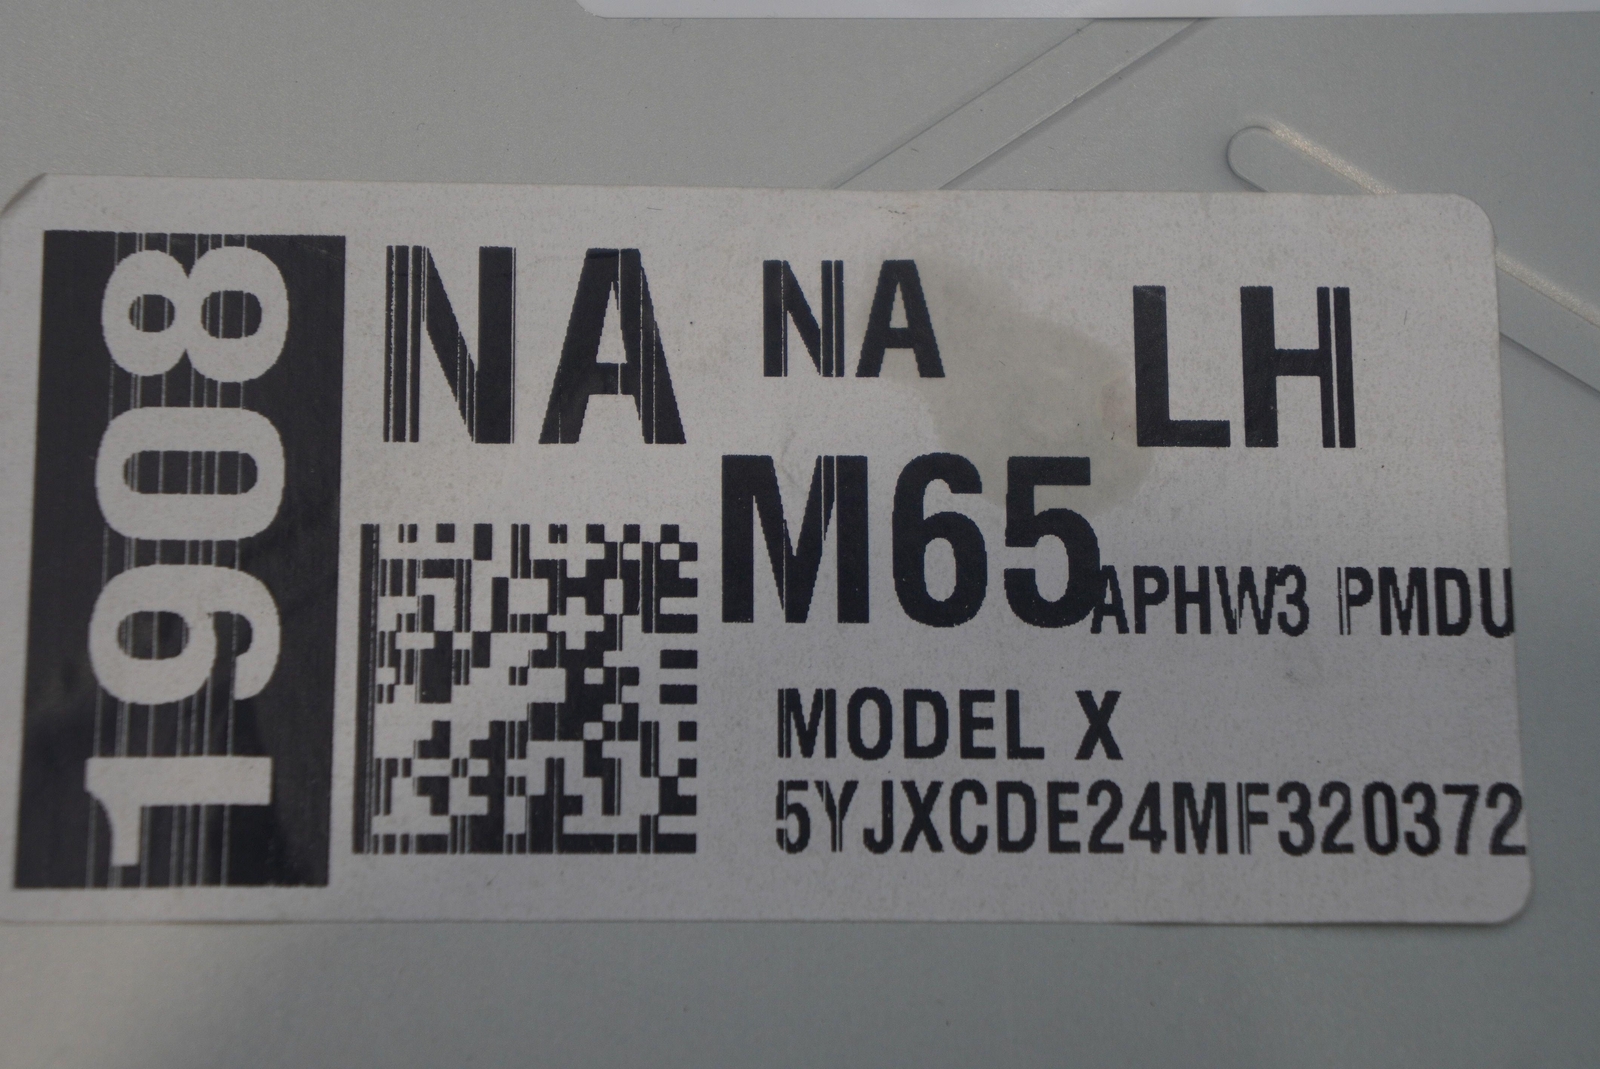 1908
NA NA LH
M65 APHW3 PMDU
MODEL X
5YJXCDE24MF320372